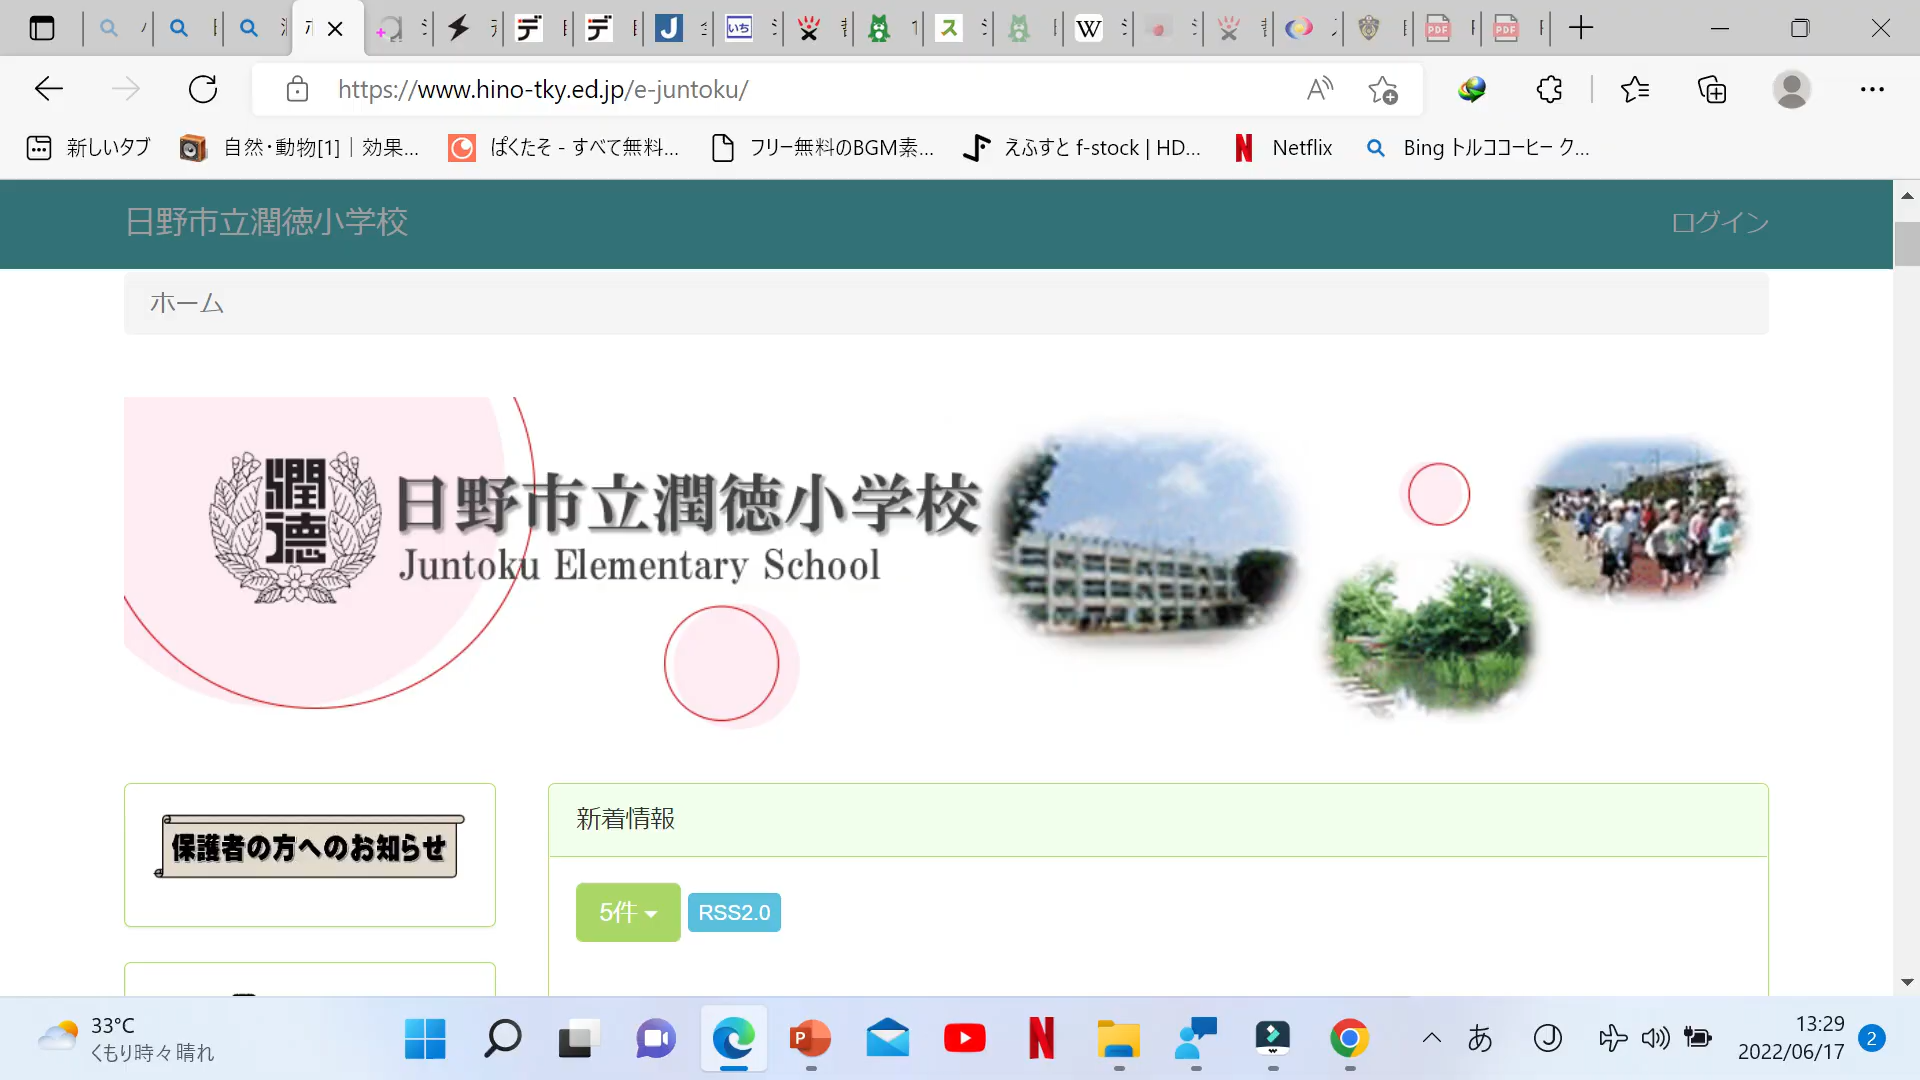 https://www.hino-tky.ed.jp/e-juntoku/
新しいタブ
自然・動物[1]｜効果...
ぱくたそ - すべて無料...
フリー無料のBGM素...
えふすと f-stock | HD...
Netflix
Bing トルココーヒー ク...
日野市立潤徳小学校
ログイン
ホーム
潤徳
日野市立潤徳小学校
Juntoku Elementary School
保護者の方へのお知らせ
新着情報
5件
RSS2.0
33°C
くもり時々晴れ
あ
13:29
2022/06/17
2